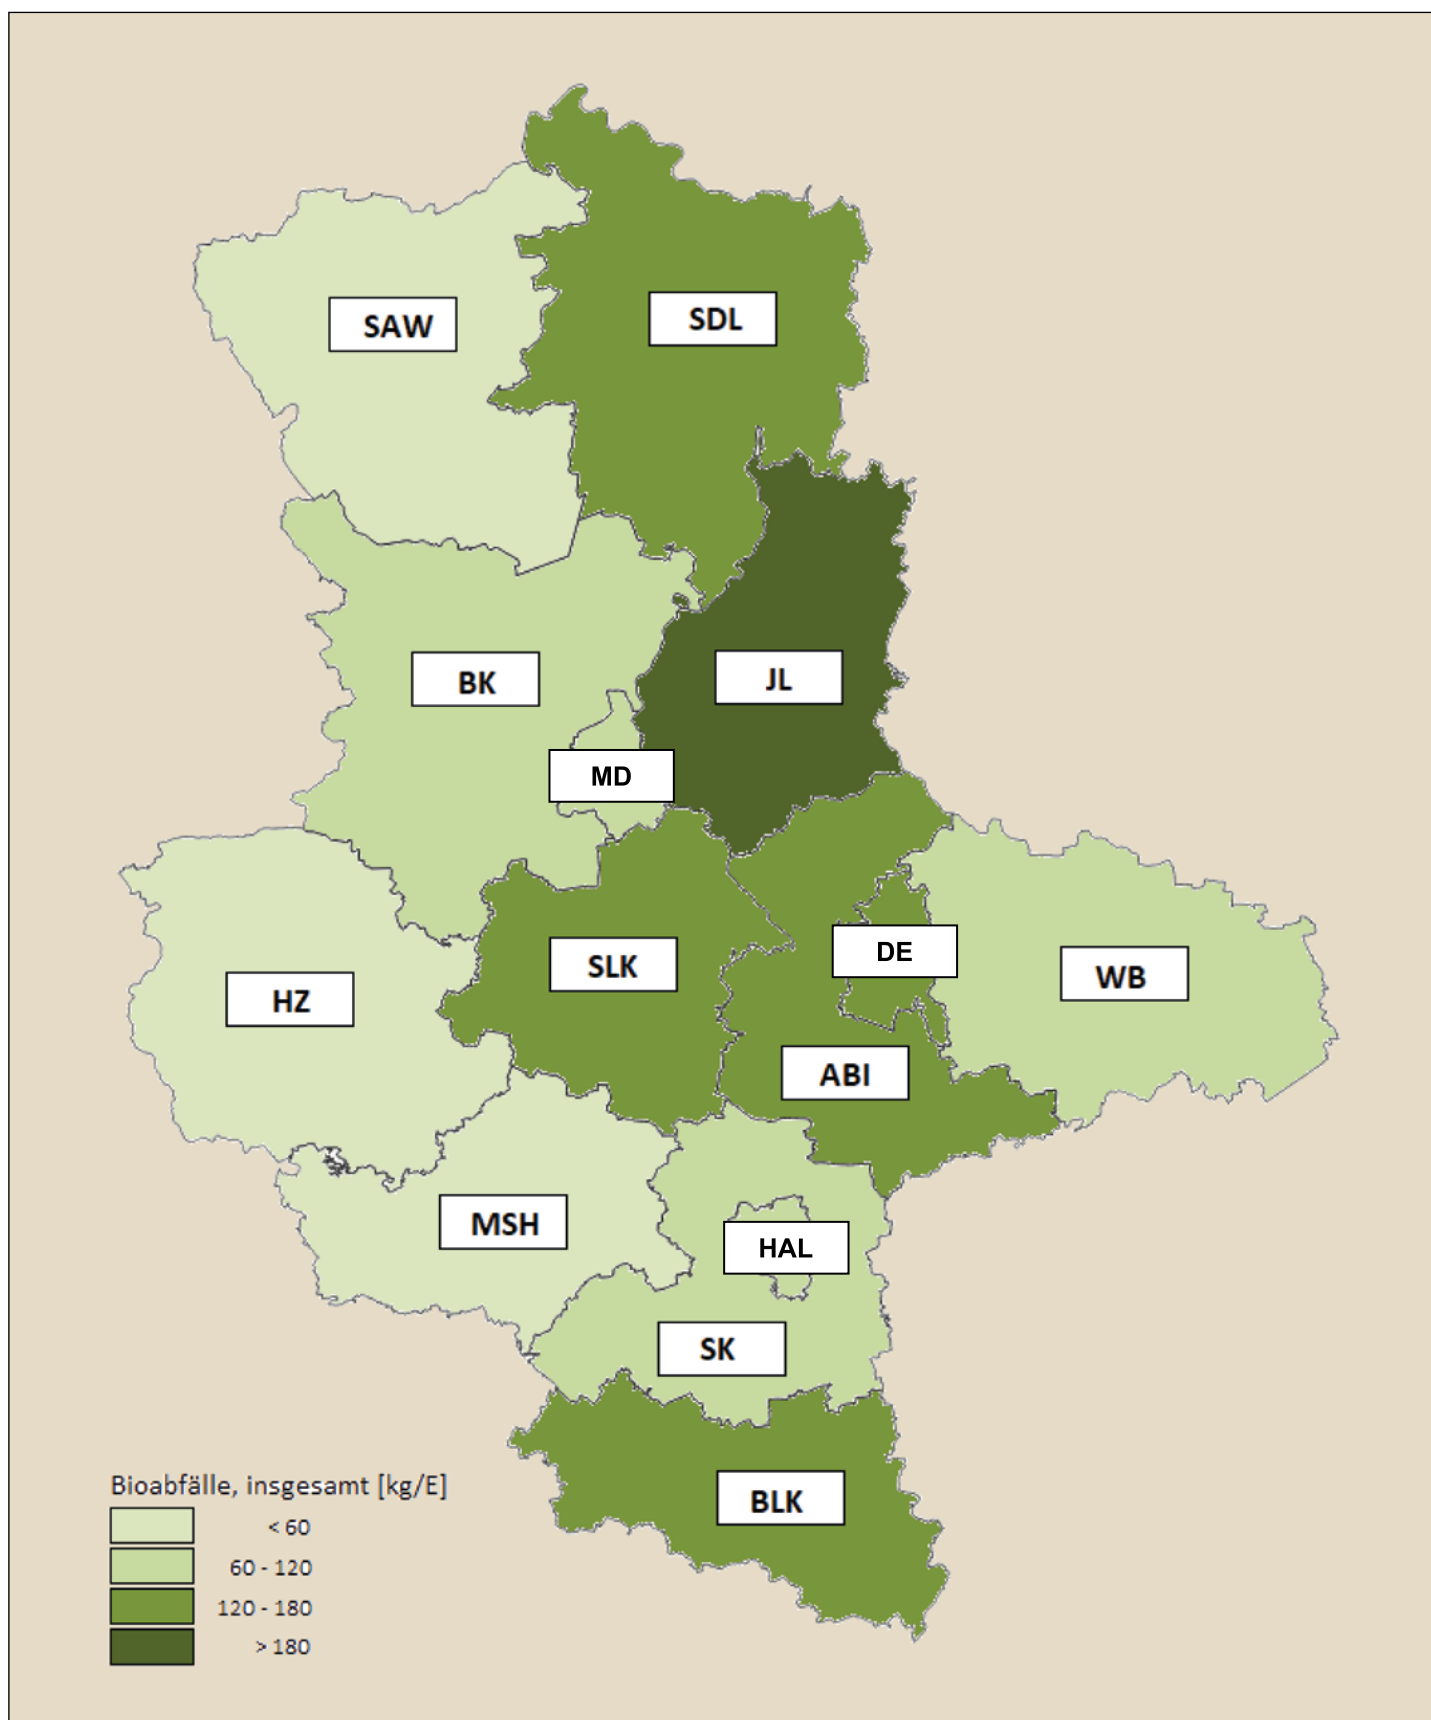 SDL
SAW
JL
BK
MD
DE
SLK
WB
HZ
ABI
MSH
HAL
SK
BLK
Bioabfälle, insgesamt [kg/E]
< 60
60 - 120
120 - 180
> 180